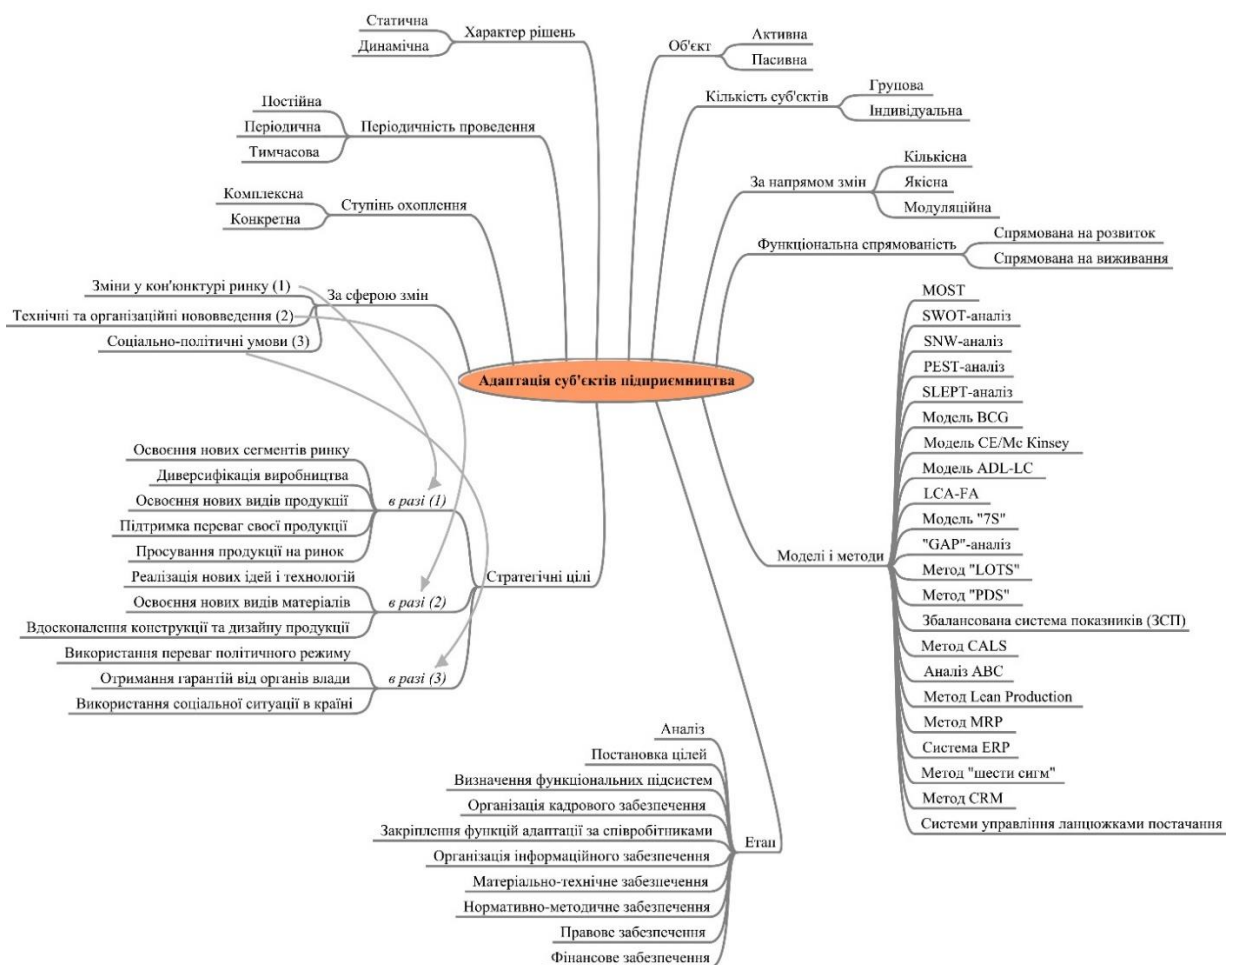 Статична
Динамічна
Характер рішень
Постійна
Періодична
Тимчасова
Періодичність проведення
Комплексна
Конкретна
Ступінь охоплення
Зміни у кон'юнктурі ринку (1)
Технічні та організаційні нововведення (2)
Соціально-політичні умови (3)
За сферою змін
Об'єкт
Активна
Пасивна
Кількість суб'єктів
Групова
Індивідуальна
За напрямом змін
Кількісна
Якісна
Модуляційна
Функціональна спрямованість
Спрямована на розвиток
Спрямована на виживання
Адаптація суб'єктів підприємництва
Освоєння нових сегментів ринку
Диверсифікація виробництва
Освоєння нових видів продукції
Підтримка переваг своєї продукції
Просування продукції на ринок
в разі (1)
Реалізація нових ідей і технологій
Освоєння нових видів матеріалів
Вдосконалення конструкції та дизайну продукції
в разі (2)
Використання переваг політичного режиму
Отримання гарантій від органів влади
Використання соціальної ситуації в країні
в разі (3)
Стратегічні цілі
Моделі і методи
MOST
SWOT-аналіз
SNW-аналіз
PEST-аналіз
SLEPT-аналіз
Модель BCG
Модель CE/Mc Kinsey
Модель ADL-LC
LCA-FA
Модель "7S"
"GAP"-аналіз
Метод "LOTS"
Метод "PDS"
Збалансована система показників (ЗСП)
Метод CALS
Аналіз ABC
Метод Lean Production
Метод MRP
Система ERP
Метод "шести сигм"
Метод CRM
Системи управління ланцюжками постачання
Аналіз
Постановка цілей
Визначення функціональних підсистем
Організація кадрового забезпечення
Закріплення функцій адаптації за співробітниками
Організація інформаційного забезпечення
Матеріально-технічне забезпечення
Нормативно-методичне забезпечення
Правове забезпечення
Фінансове забезпечення
Етап